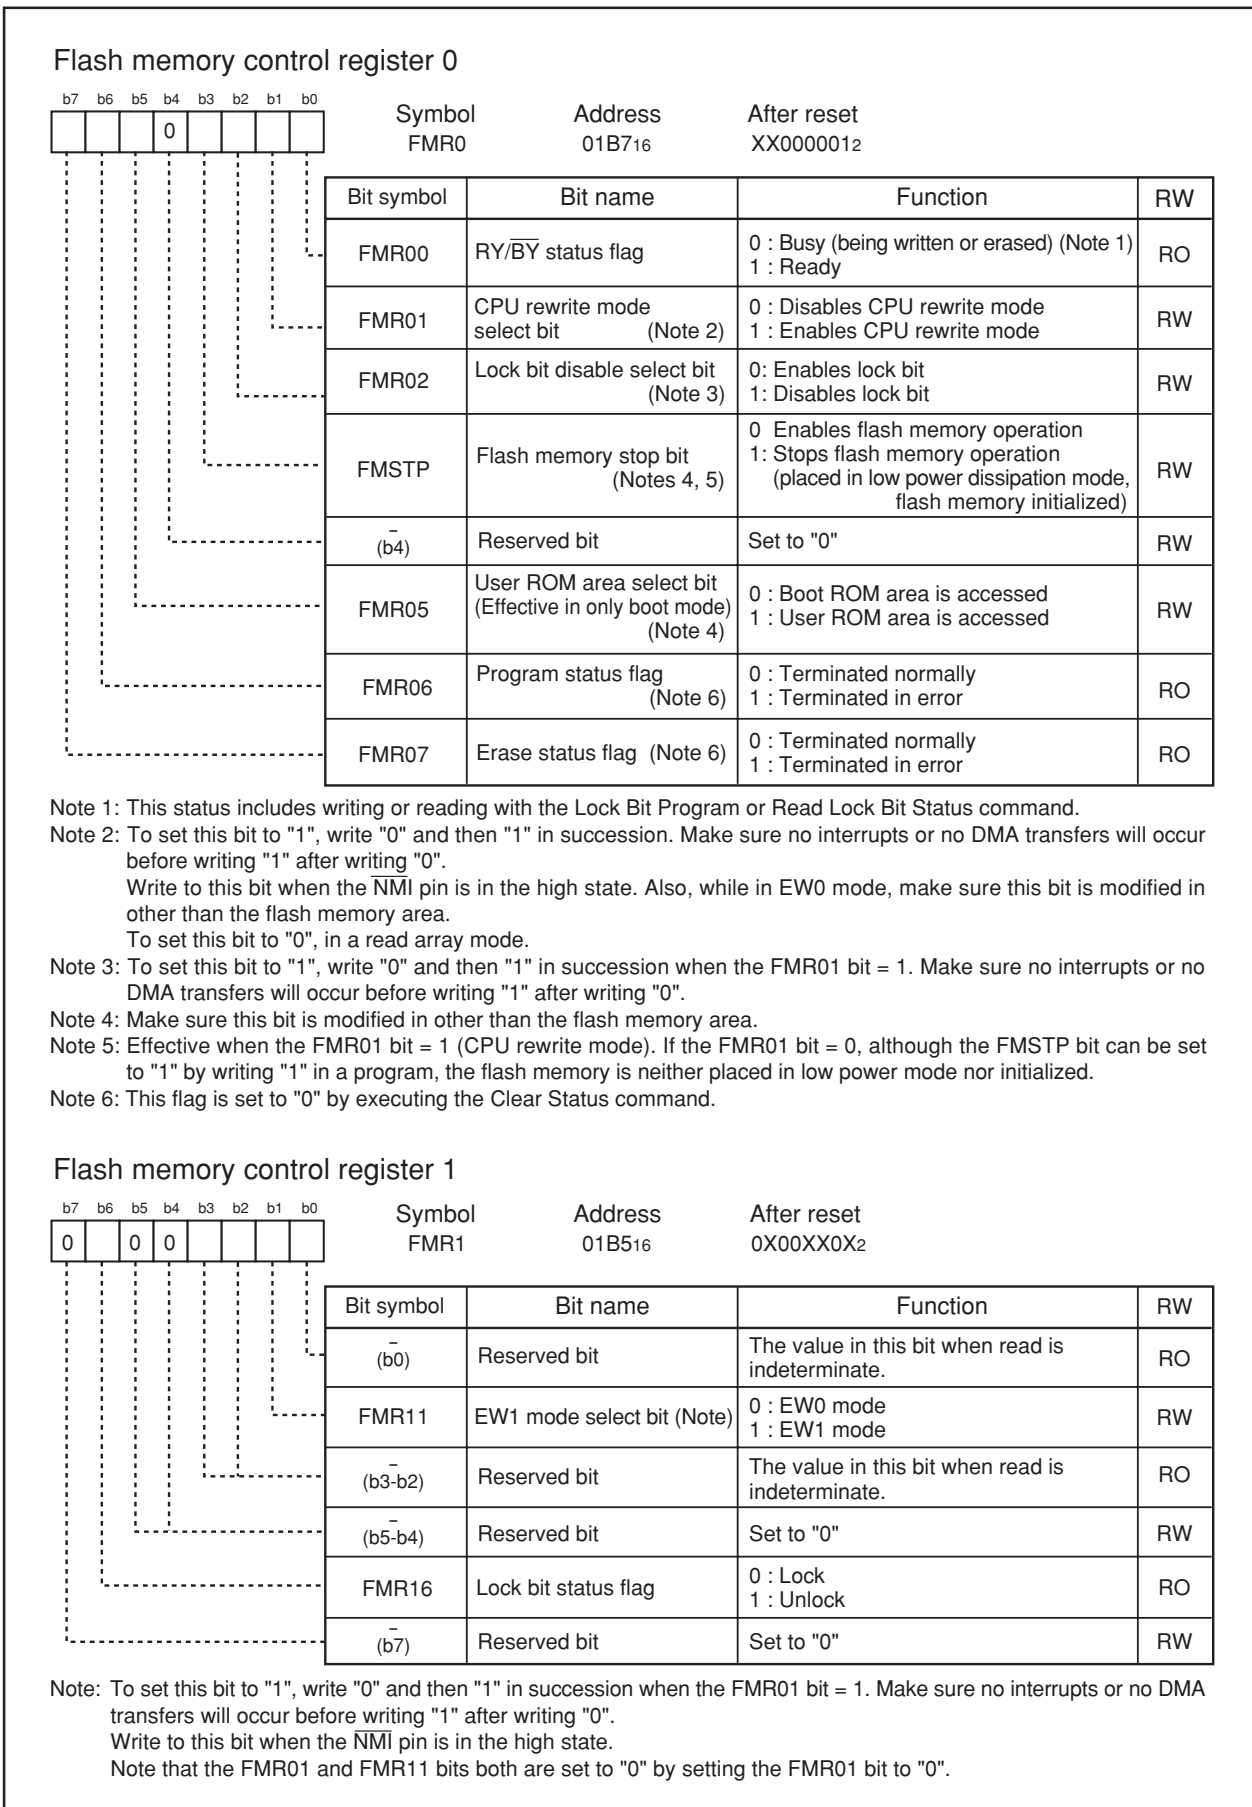 Flash memory control register 0
b7 b6 b5 b4 b3 b2 b1 b0
0
Symbol Address After reset
FMR0 01B716 XX0000012
Bit symbol Bit name Function RW
FMR00 RY/BY status flag 0 : Busy (being written or erased) (Note 1) RO
1 : Ready
FMR01 CPU rewrite mode 0 : Disables CPU rewrite mode RW
select bit (Note 2) 1 : Enables CPU rewrite mode
FMR02 Lock bit disable select bit 0: Enables lock bit RW
(Note 3) 1: Disables lock bit
0 Enables flash memory operation
FMSTP Flash memory stop bit 1: Stops flash memory operation RW
(Notes 4, 5) (placed in low power dissipation mode,
flash memory initialized)
–
(b4) Reserved bit Set to "0" RW
User ROM area select bit
FMR05 (Effective in only boot mode) 0 : Boot ROM area is accessed RW
(Note 4) 1 : User ROM area is accessed
FMR06 Program status flag 0 : Terminated normally RO
(Note 6) 1 : Terminated in error
FMR07 Erase status flag (Note 6) 0 : Terminated normally RO
1 : Terminated in error
Note 1: This status includes writing or reading with the Lock Bit Program or Read Lock Bit Status command.
Note 2: To set this bit to "1", write "0" and then "1" in succession. Make sure no interrupts or no DMA transfers will occur
before writing "1" after writing "0".
Write to this bit when the NMI pin is in the high state. Also, while in EW0 mode, make sure this bit is modified in
other than the flash memory area.
To set this bit to "0", in a read array mode.
Note 3: To set this bit to "1", write "0" and then "1" in succession when the FMR01 bit = 1. Make sure no interrupts or no
DMA transfers will occur before writing "1" after writing "0".
Note 4: Make sure this bit is modified in other than the flash memory area.
Note 5: Effective when the FMR01 bit = 1 (CPU rewrite mode). If the FMR01 bit = 0, although the FMSTP bit can be set
to "1" by writing "1" in a program, the flash memory is neither placed in low power mode nor initialized.
Note 6: This flag is set to "0" by executing the Clear Status command.
Flash memory control register 1
b7 b6 b5 b4 b3 b2 b1 b0
0 0 0
Symbol Address After reset
FMR1 01B516 0X00XX0X2
Bit symbol Bit name Function RW
–
(b0) Reserved bit The value in this bit when read is RO
indeterminate.
FMR11 EW1 mode select bit (Note) 0 : EW0 mode RW
1 : EW1 mode
–
(b3-b2) Reserved bit The value in this bit when read is RO
indeterminate.
–
(b5-b4) Reserved bit Set to "0" RW
FMR16 Lock bit status flag 0 : Lock RO
1 : Unlock
–
(b7) Reserved bit Set to "0" RW
Note: To set this bit to "1", write "0" and then "1" in succession when the FMR01 bit = 1. Make sure no interrupts or no DMA
transfers will occur before writing "1" after writing "0".
Write to this bit when the NMI pin is in the high state.
Note that the FMR01 and FMR11 bits both are set to "0" by setting the FMR01 bit to "0".